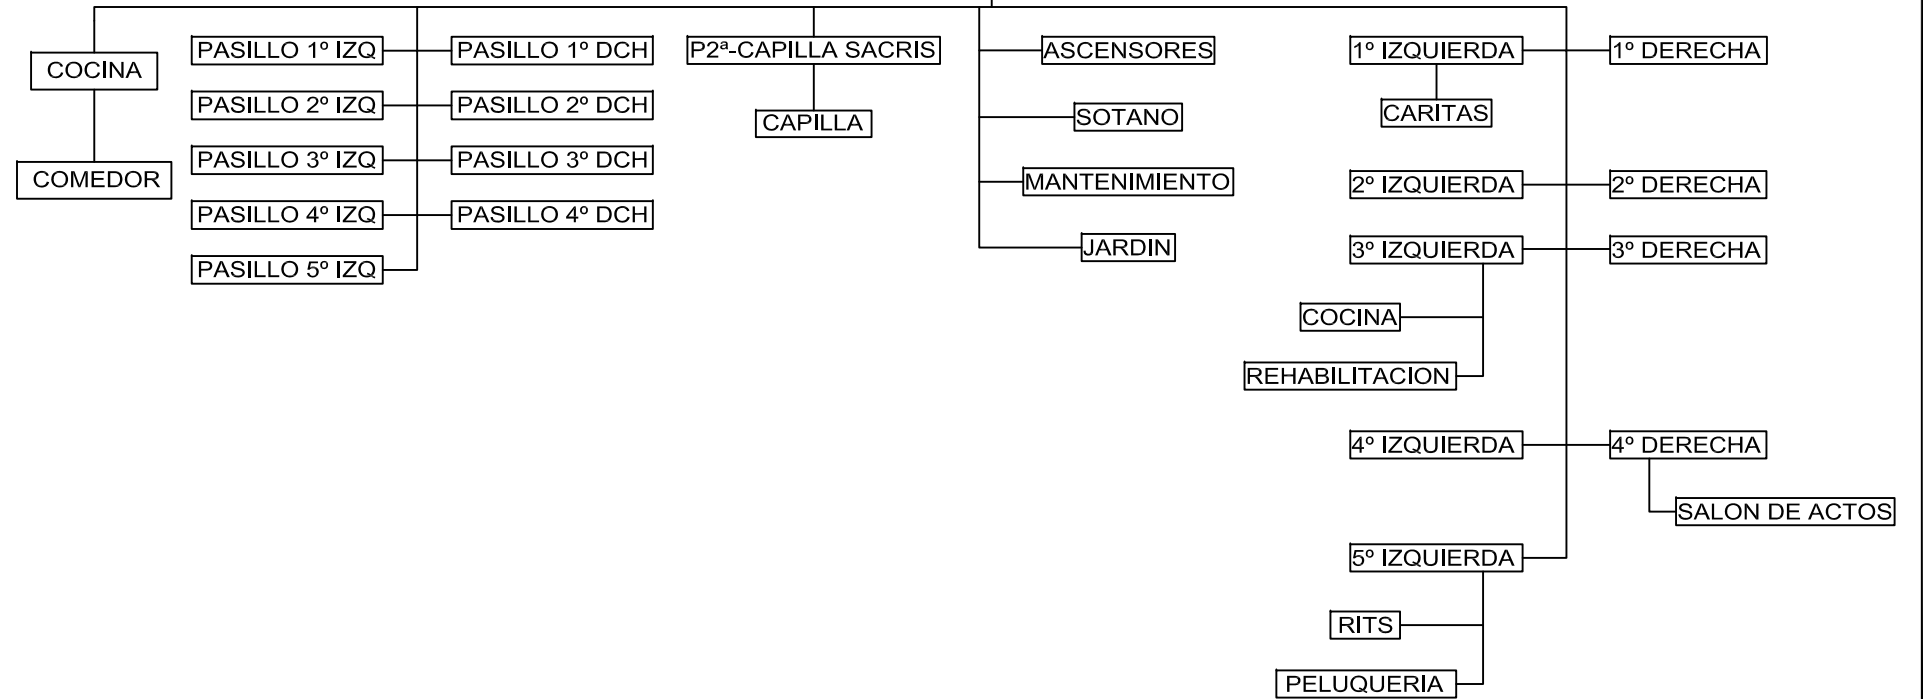 COCINA
COMEDOR
PASILLO 1º IZQ
PASILLO 1º DCH
PASILLO 2º IZQ
PASILLO 2º DCH
PASILLO 3º IZQ
PASILLO 3º DCH
PASILLO 4º IZQ
PASILLO 4º DCH
PASILLO 5º IZQ
P2ª-CAPILLA SACRIS
CAPILLA
ASCENSORES
SOTANO
MANTENIMIENTO
JARDIN
1º IZQUIERDA
1º DERECHA
CARITAS
2º IZQUIERDA
2º DERECHA
3º IZQUIERDA
3º DERECHA
COCINA
REHABILITACION
4º IZQUIERDA
4º DERECHA
SALON DE ACTOS
5º IZQUIERDA
RITS
PELUQUERIA